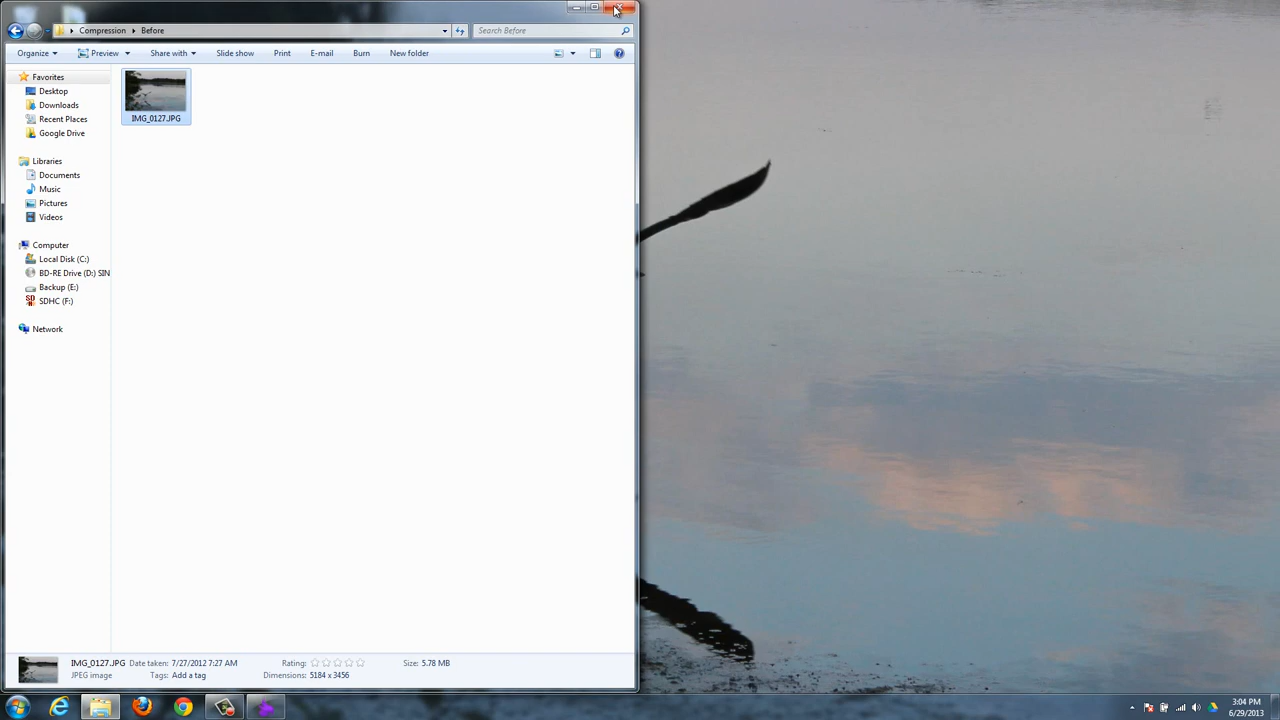 Compression Before
Search Before
Organize Preview Share with Slide show Print E-mail Burn New folder
Favorites
Desktop
Downloads
Recent Places
Google Drive
Libraries
Documents
Music
Pictures
Videos
Computer
Local Disk (C:)
BD-RE Drive (D:) SIN
Backup (E:)
SDHC (F:)
Network
IMG_0127.JPG
IMG_0127.JPG Date taken: 7/27/2012 7:27 AM Rating: Size: 5.78 MB
JPEG image Tags: Add a tag Dimensions: 5184 x 3456
3:04 PM
6/29/2013